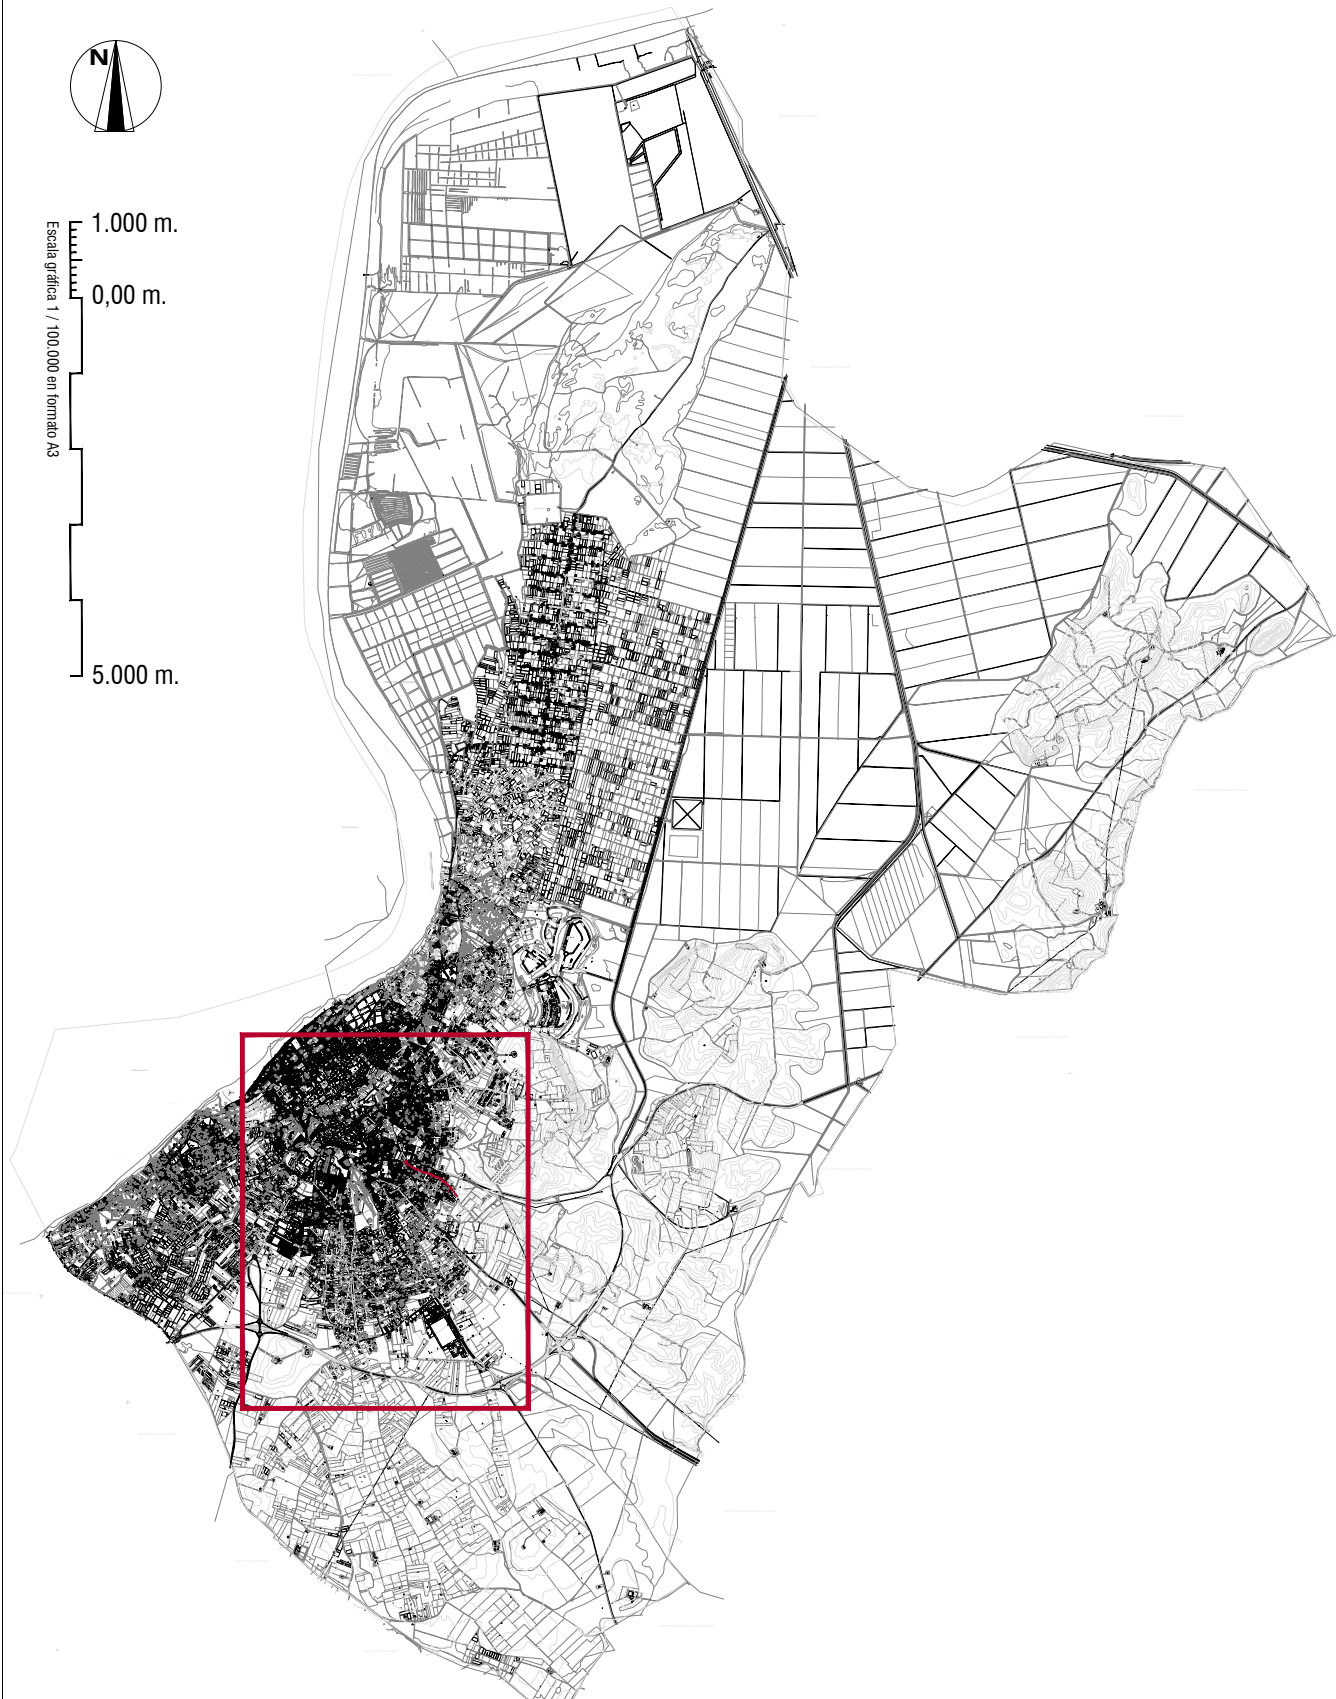 N
1.000 m.
0,00 m.
Escala gráfica 1 / 100.000 en formato A3
5.000 m.